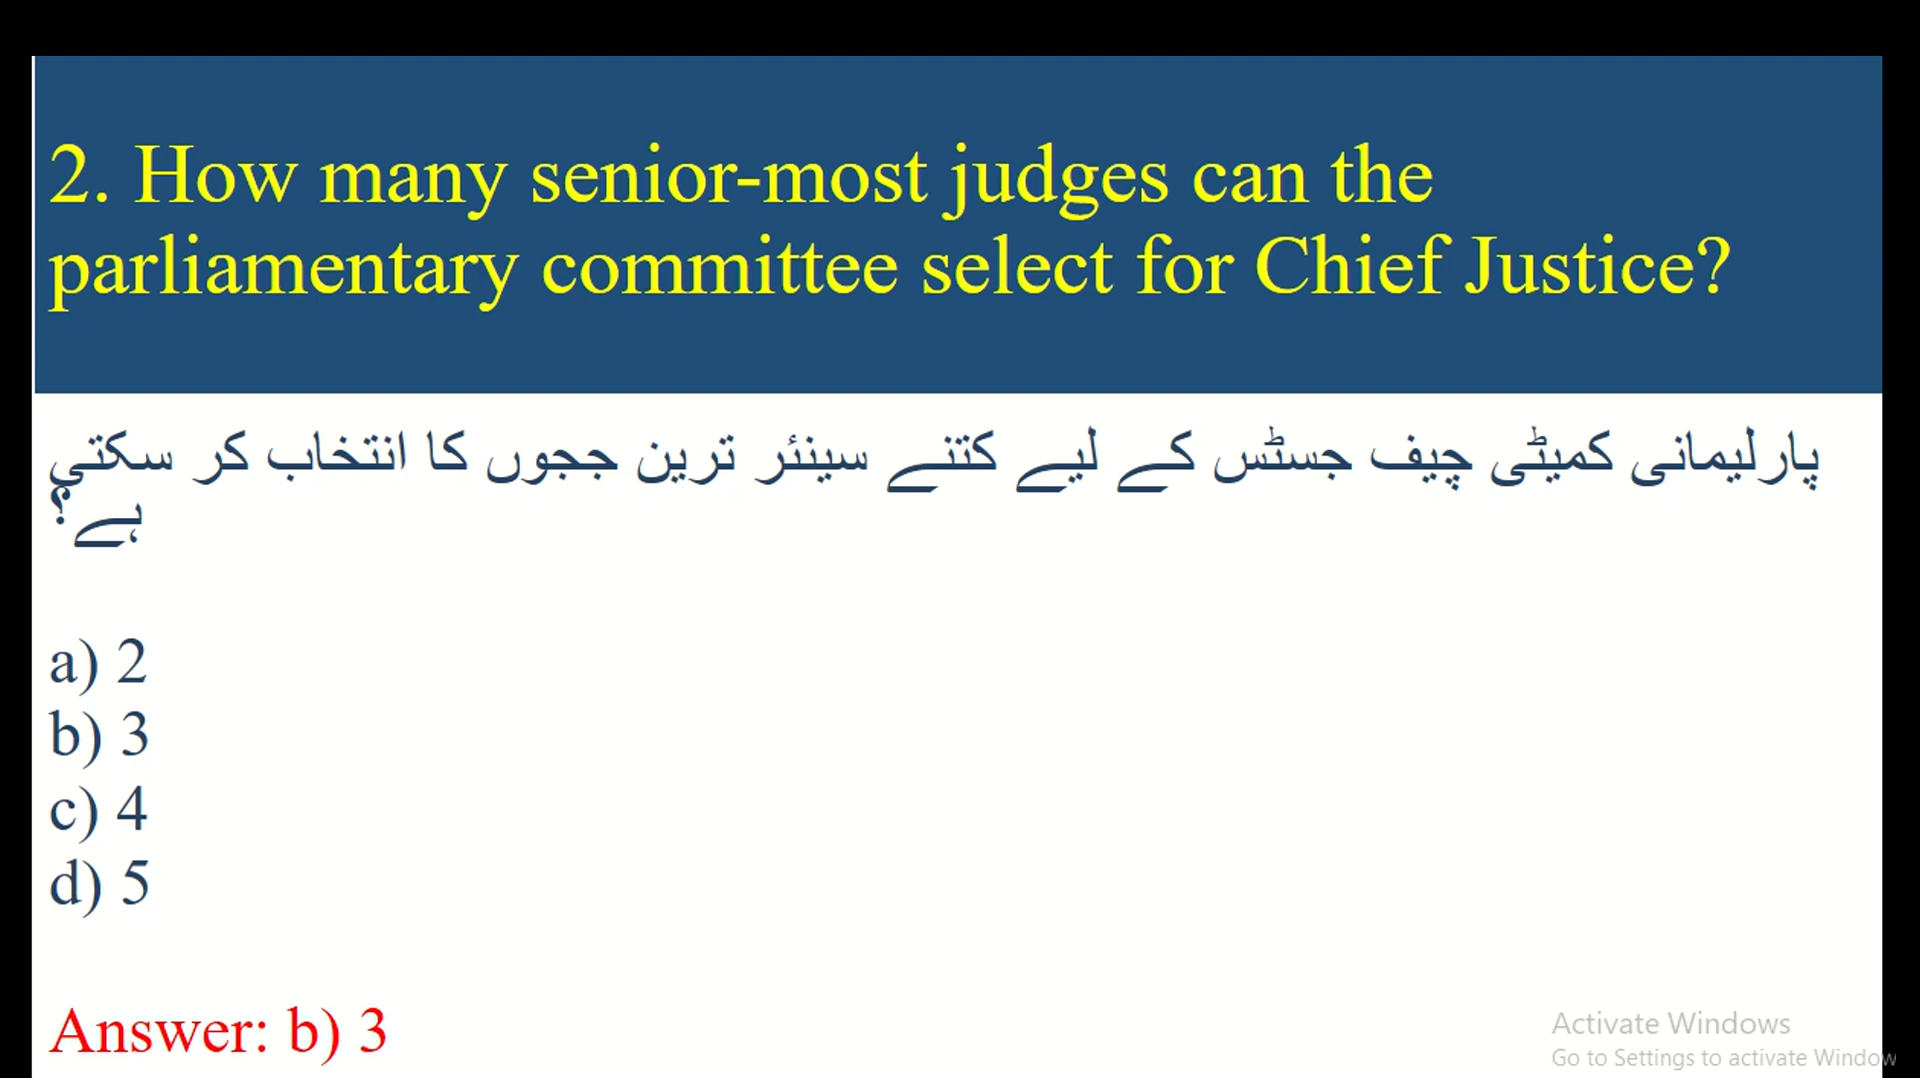 2. How many senior-most judges can the
parliamentary committee select for Chief Justice?
پارلیمانی کمیٹی چیف جسٹس کے لیے کتنے سینئر ترین ججوں کا انتخاب کر سکتی
ہے؟
a) 2
b) 3
c) 4
d) 5
Answer: b) 3
Activate Windows
Go to Settings to activate Window